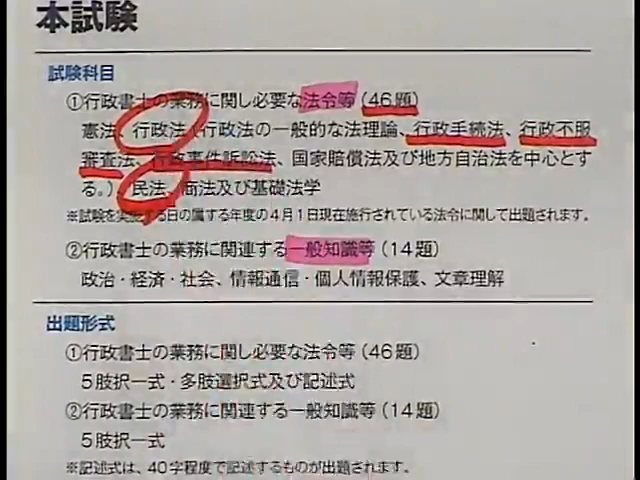 本試験
試験科目
①行政書士の業務に関し必要な法令等（46題）
憲法、行政法（行政法の一般的な法理論、行政手続法、行政不服
審査法、行政事件訴訟法、国家賠償法及び地方自治法を中心とす
る。）、民法、商法及び基礎法学
※試験を実施する日の属する年度の4月1日現在施行されている法令に関して出題されます。
②行政書士の業務に関連する一般知識等（14題）
政治・経済・社会、情報通信・個人情報保護、文章理解
出題形式
①行政書士の業務に関し必要な法令等（46題）
5肢択一式・多肢選択式及び記述式
②行政書士の業務に関連する一般知識等（14題）
5肢択一式
※記述式は、40字程度で記述するものが出題されます。